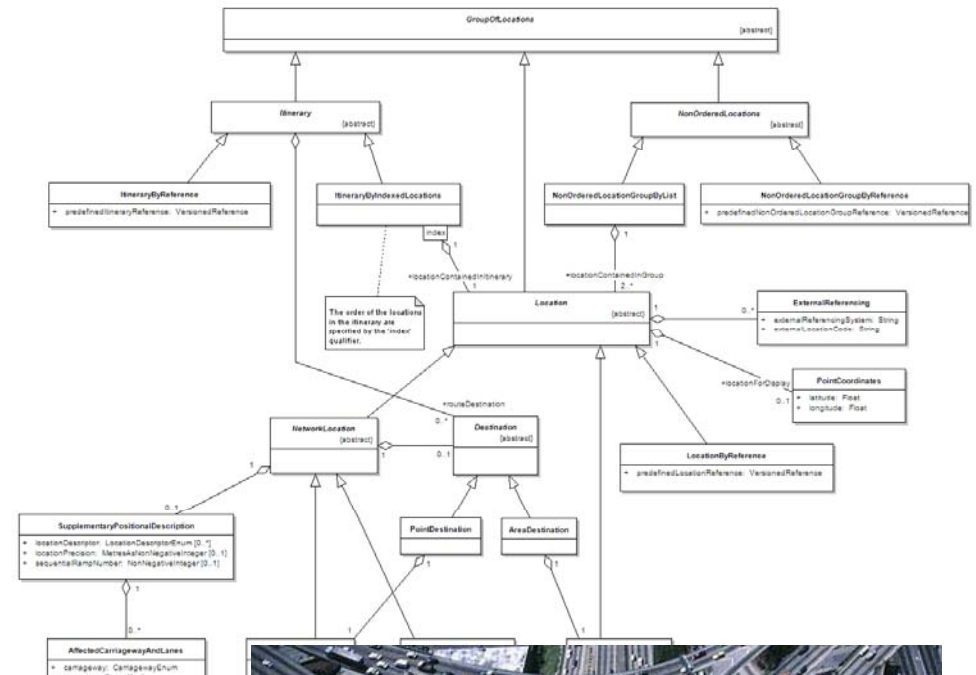 GroupOfLocations
{abstract}
Itinerary
{abstract}
NonOrderedLocations
{abstract}
ItineraryByReference
+ predefinedItineraryReference: VersionedReference
ItineraryByIndexedLocations
NonOrderedLocationGroupByList
NonOrderedLocationGroupByReference
+ predefinedNonOrderedLocationGroupReference: VersionedReference
index
1
1
+locationContainedInItinerary
1
+locationContainedInGroup
2..*
The order of the locations
in the itinerary are
specified by the 'index'
qualifier.
Location
{abstract}
1
0..*
1
ExternalReferencing
+ externalReferencingSystem: String
+ externalLocationCode: String
+locationForDisplay
0..1
PointCoordinates
+ latitude: Float
+ longitude: Float
+routeDestination
0..*
NetworkLocation
{abstract}
1
0..1
Destination
{abstract}
LocationByReference
+ predefinedLocationReference: VersionedReference
1
0..1
SupplementaryPositionalDescription
+ locationDescriptor: LocationDescriptorEnum [0..*]
+ locationPrecision: MetresAsNonNegativeInteger [0..1]
+ sequentialRampNumber: NonNegativeInteger [0..1]
PointDestination
AreaDestination
1
1
1
0..*
1
1
AffectedCarriagewayAndLanes
+ carriageway: CarriagewayEnum